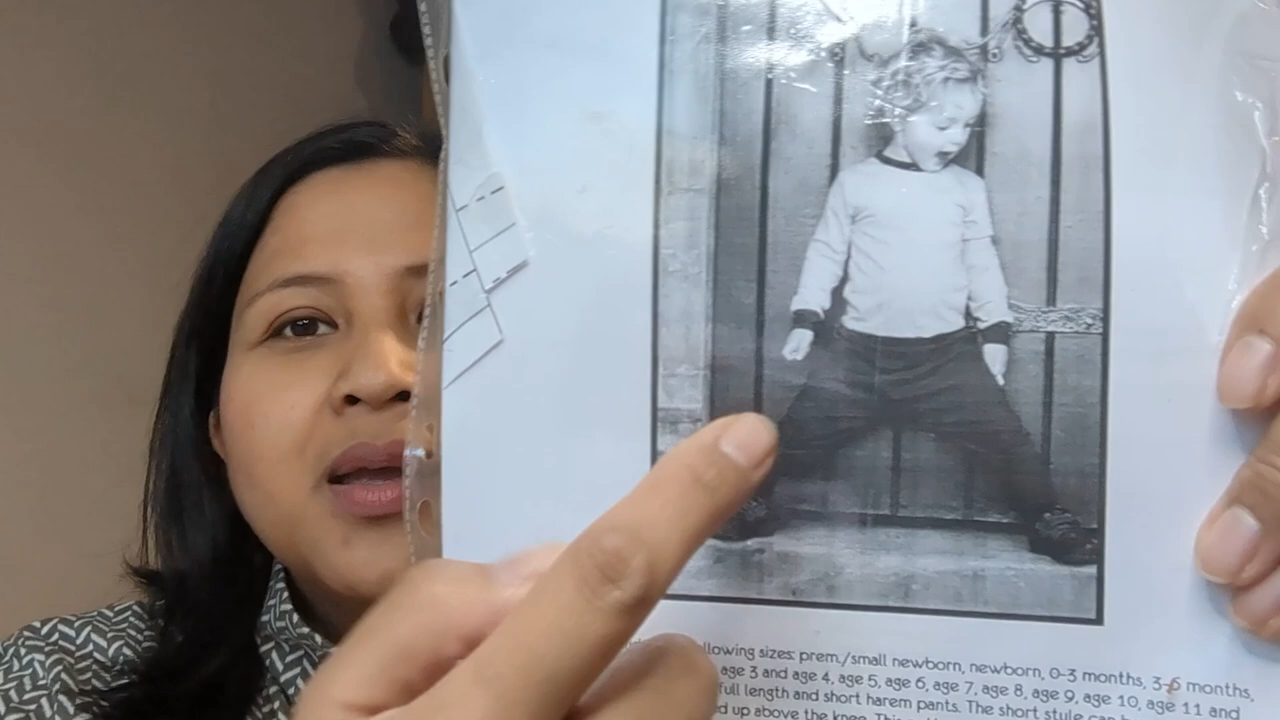 llowing sizes: prem./small newborn, newborn, 0-3 months, 3-6 months,
age 3 and age 4, age 5, age 6, age 7, age 8, age 9, age 10, age 11 and
full length and short harem pants. The short style can b
d up above the knee. This